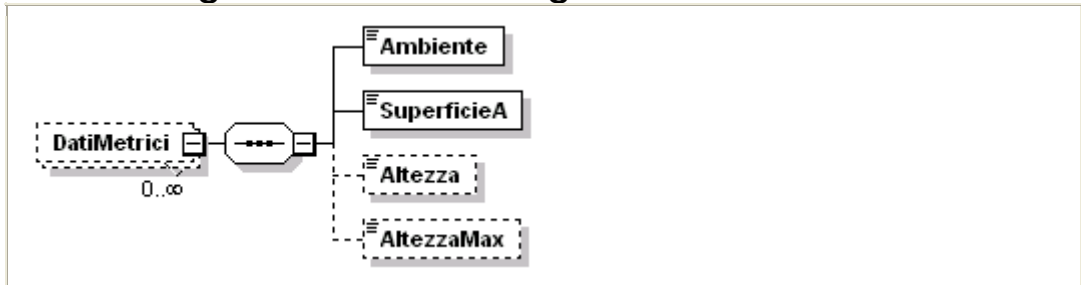 Ambiente
SuperficieA
DatiMetrici
0..∞
Altezza
AltezzaMax